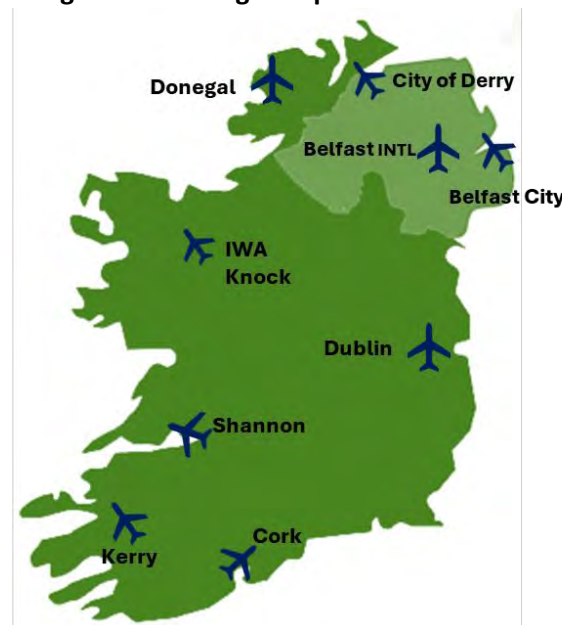 Donegal
City of Derry
Belfast INTL
Belfast City
IWA
Knock
Dublin
Shannon
Cork
Kerry